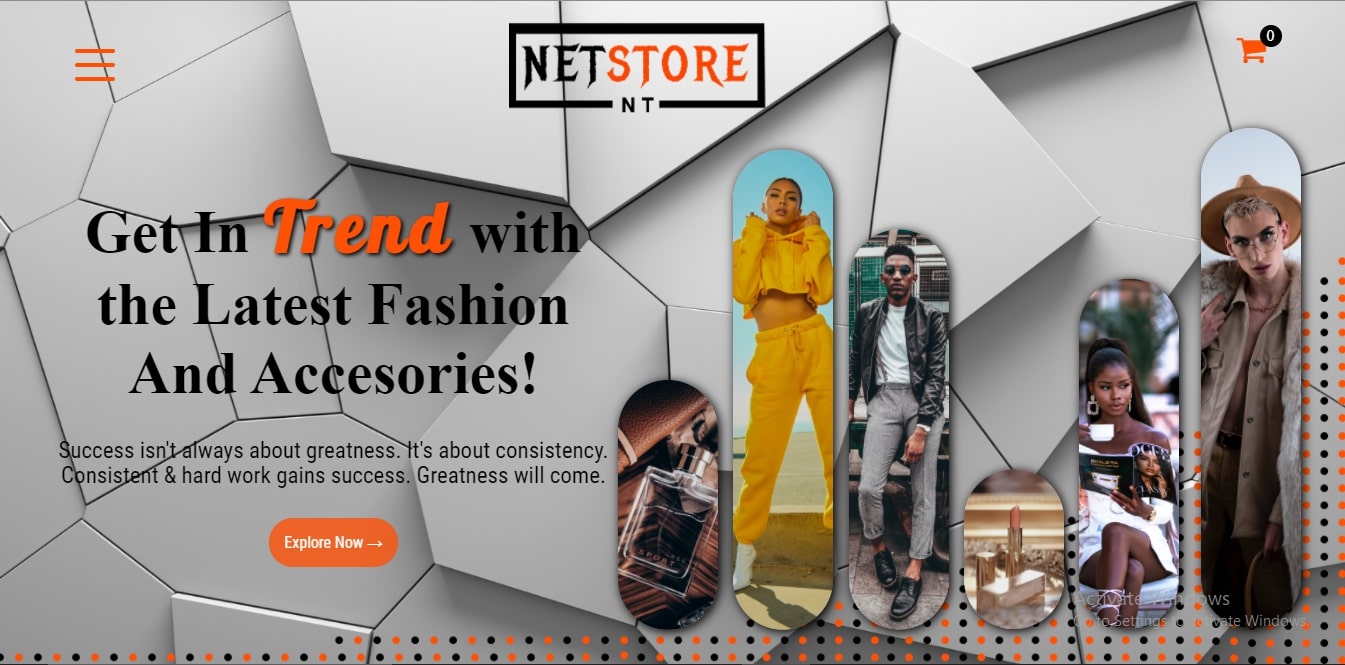 NETSTORE
NT
0
Get In Trend with
the Latest Fashion
And Accesories!
Success isn't always about greatness. It's about consistency.
Consistent & hard work gains success. Greatness will come.
Explore Now →
SPORT
VOGUE
Activate Windows
Go to Settings to activate Windows.